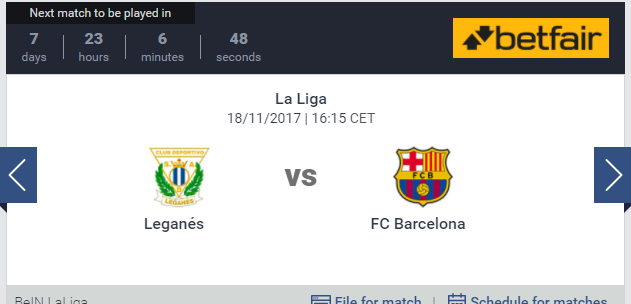 Next match to be played in
7 23 6 48
days hours minutes seconds
betfair
La Liga
18/11/2017 | 16:15 CET
CLUB DEPORTIVO
LEGANÉS
vs
FCB
Leganés FC Barcelona
BeIN LaLiga File for match | Schedule for matches